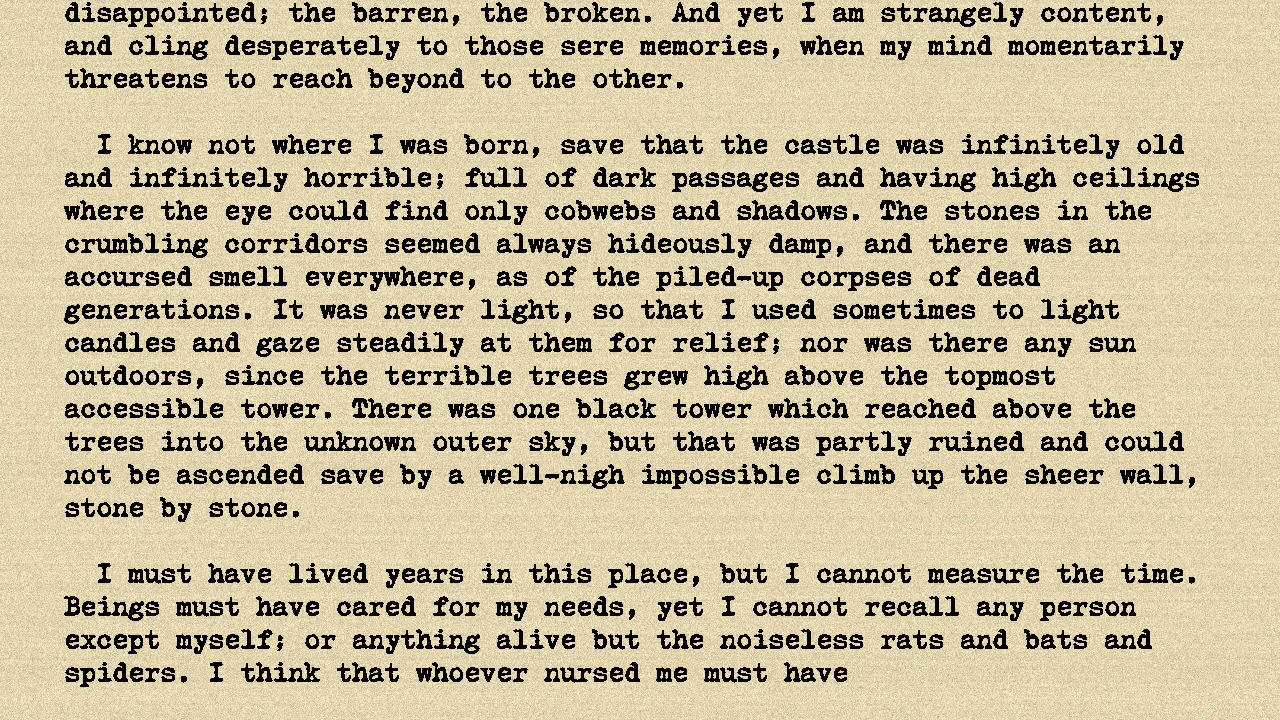 disappointed; the barren, the broken. And yet I am strangely content,
and cling desperately to those sere memories, when my mind momentarily
threatens to reach beyond to the other.
I know not where I was born, save that the castle was infinitely old
and infinitely horrible; full of dark passages and having high ceilings
where the eye could find only cobwebs and shadows. The stones in the
crumbling corridors seemed always hideously damp, and there was an
accursed smell everywhere, as of the piled-up corpses of dead
generations. It was never light, so that I used sometimes to light
candles and gaze steadily at them for relief; nor was there any sun
outdoors, since the terrible trees grew high above the topmost
accessible tower. There was one black tower which reached above the
trees into the unknown outer sky, but that was partly ruined and could
not be ascended save by a well-nigh impossible climb up the sheer wall,
stone by stone.
I must have lived years in this place, but I cannot measure the time.
Beings must have cared for my needs, yet I cannot recall any person
except myself; or anything alive but the noiseless rats and bats and
spiders. I think that whoever nursed me must have